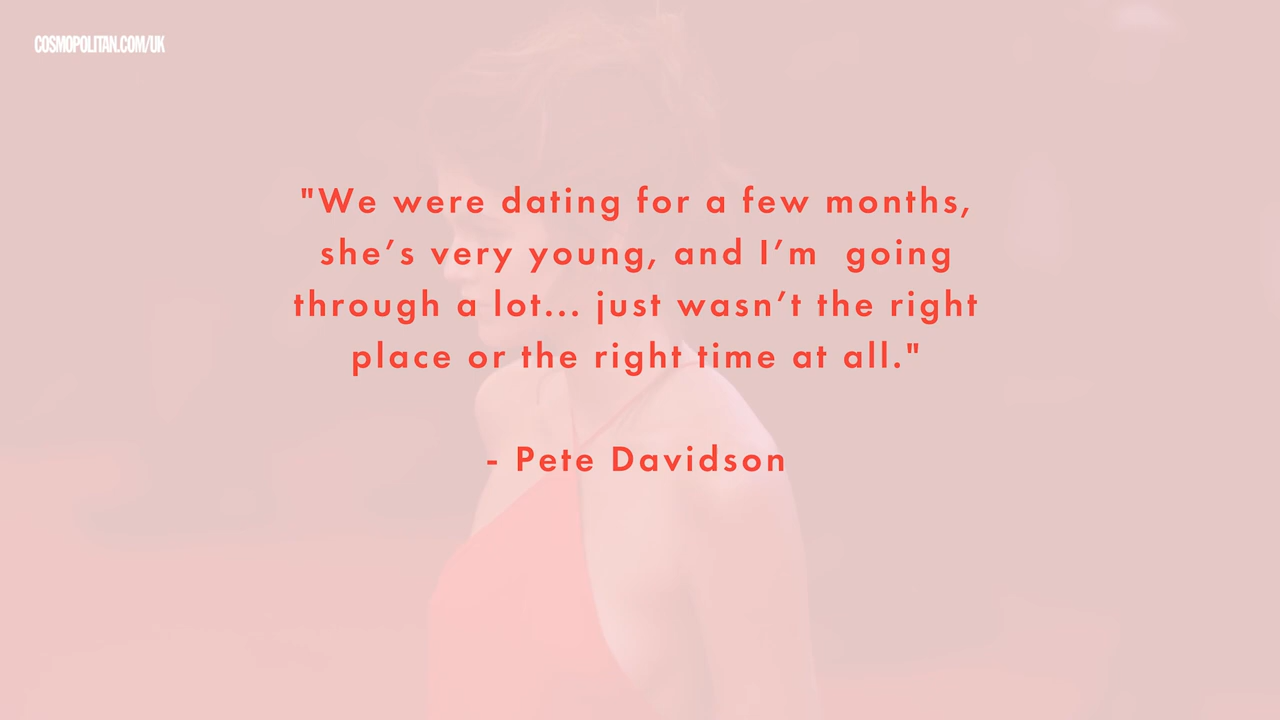 COSMOPOLITAN.COM/UK
"We were dating for a few months,
she’s very young, and I’m  going
through a lot... just wasn’t the right
place or the right time at all."
- Pete Davidson